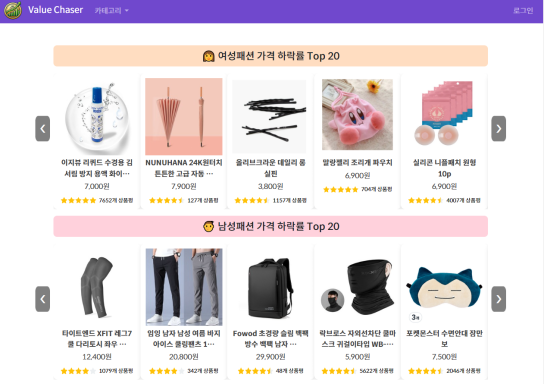 Value Chaser 카테고리 로그인
여성패션 가격 하락률 Top 20
이지뷰 리퀴드 수경용 김 NUNUHANA 24K원터치 올리브크라운 데일리 롱 말랑젤리 조리개 파우치 실리콘 니플패치 원형
서림 방지 용액 화이… 튼튼한 고급 자동 … 실핀 6,900원 10p
7,000원 7,900원 3,800원 704개 상품평 6,900원
7652개 상품평 127개 상품평 1157개 상품평 4007개 상품평
남성패션 가격 하락률 Top 20
3개
타이트앤드 XFIT 레그7 밈밍 남자 남성 여름 바지 Fowod 초경량 슬림 백팩 락브로스 자외선차단 쿨마 포켓몬스터 수면안대 잠만
쿨 다리토시 좌우 … 아이스 쿨링팬츠 1… 방수 백팩 남자 … 스크 귀걸이타입 WB-… 보
12,400원 20,800원 29,900원 5,900원 7,500원
1079개 상품평 342개 상품평 48개 상품평 5622개 상품평 2046개 상품평